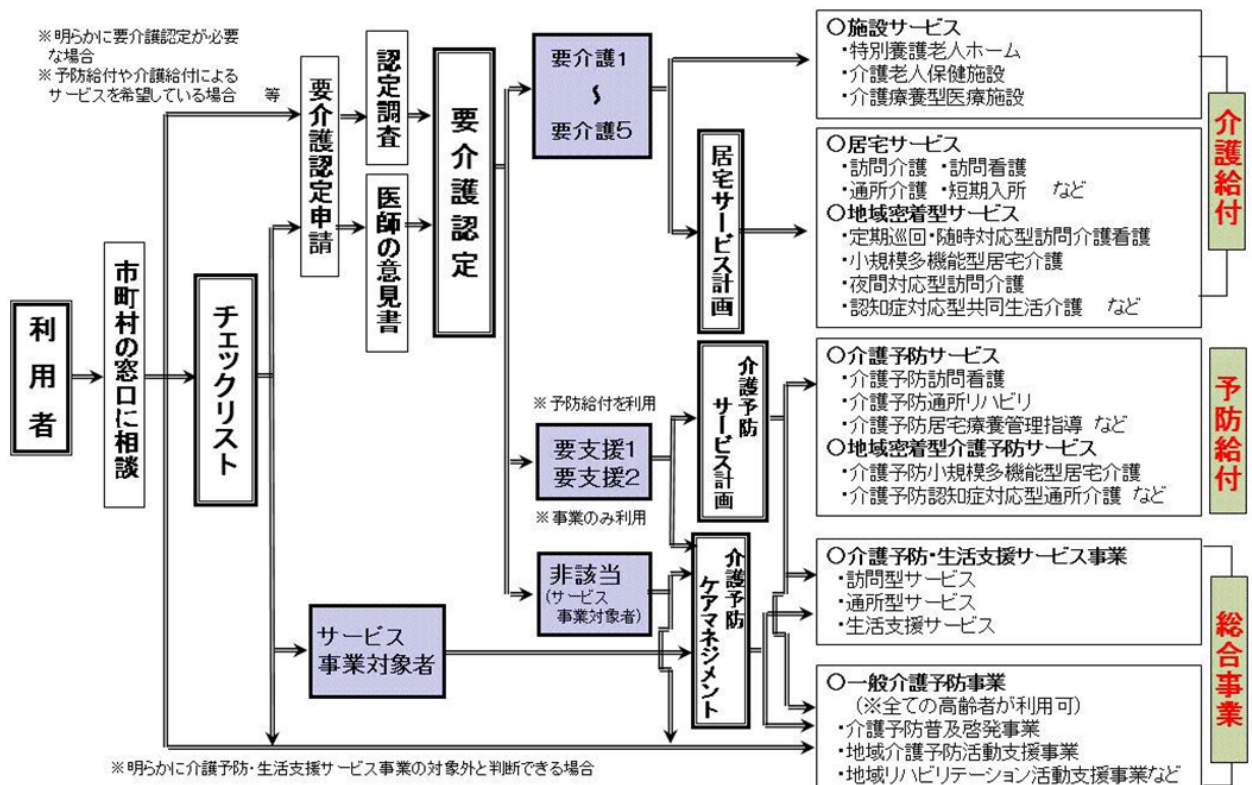 ※明らかに要介護認定が必要
な場合
※予防給付や介護給付による
サービスを希望している場合 等
利用者
市町村の窓口に相談
チェックリスト
要介護認定申請
認定調査
医師の意見書
要介護認定
要介護1
~
要介護5
※予防給付を利用
要支援1
要支援2
※事業のみ利用
非該当
(サービス
事業対象者)
サービス
事業対象者
※明らかに介護予防・生活支援サービス事業の対象外と判断できる場合
居宅サービス計画
介護予防
サービス計画
介護予防
ケアマネジメント
○施設サービス
・特別養護老人ホーム
・介護老人保健施設
・介護療養型医療施設
○居宅サービス
・訪問介護 ・訪問看護
・通所介護 ・短期入所 など
○地域密着型サービス
・定期巡回・随時対応型訪問介護看護
・小規模多機能型居宅介護
・夜間対応型訪問介護
・認知症対応型共同生活介護 など
介護給付
○介護予防サービス
・介護予防訪問看護
・介護予防通所リハビリ
・介護予防居宅療養管理指導 など
○地域密着型介護予防サービス
・介護予防小規模多機能型居宅介護
・介護予防認知症対応型通所介護 など
予防給付
○介護予防・生活支援サービス事業
・訪問型サービス
・通所型サービス
・生活支援サービス
○一般介護予防事業
(※全ての高齢者が利用可)
・介護予防普及啓発事業
・地域介護予防活動支援事業
・地域リハビリテーション活動支援事業など
総合事業